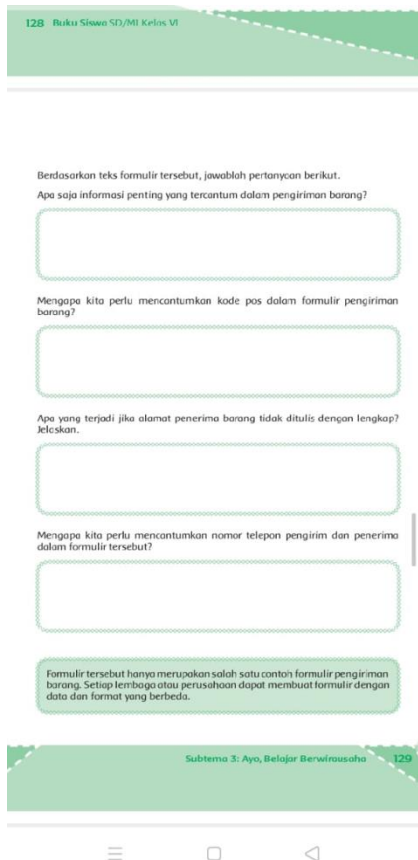 128 Buku Siswa SD/MI Kelas VI
Berdasarkan teks formulir tersebut, jawablah pertanyaan berikut.
Apa saja informasi penting yang tercantum dalam pengiriman barang?
Mengapa kita perlu mencantumkan kode pos dalam formulir pengiriman
barang?
Apa yang terjadi jika alamat penerima barang tidak ditulis dengan lengkap?
Jelaskan.
Mengapa kita perlu mencantumkan nomor telepon pengirim dan penerima
dalam formulir tersebut?
Formulir tersebut hanya merupakan salah satu contoh formulir pengiriman
barang. Setiap lembaga atau perusahaan dapat membuat formulir dengan
data dan format yang berbeda.
Subtema 3: Ayo, Belajar Berwirausaha 129